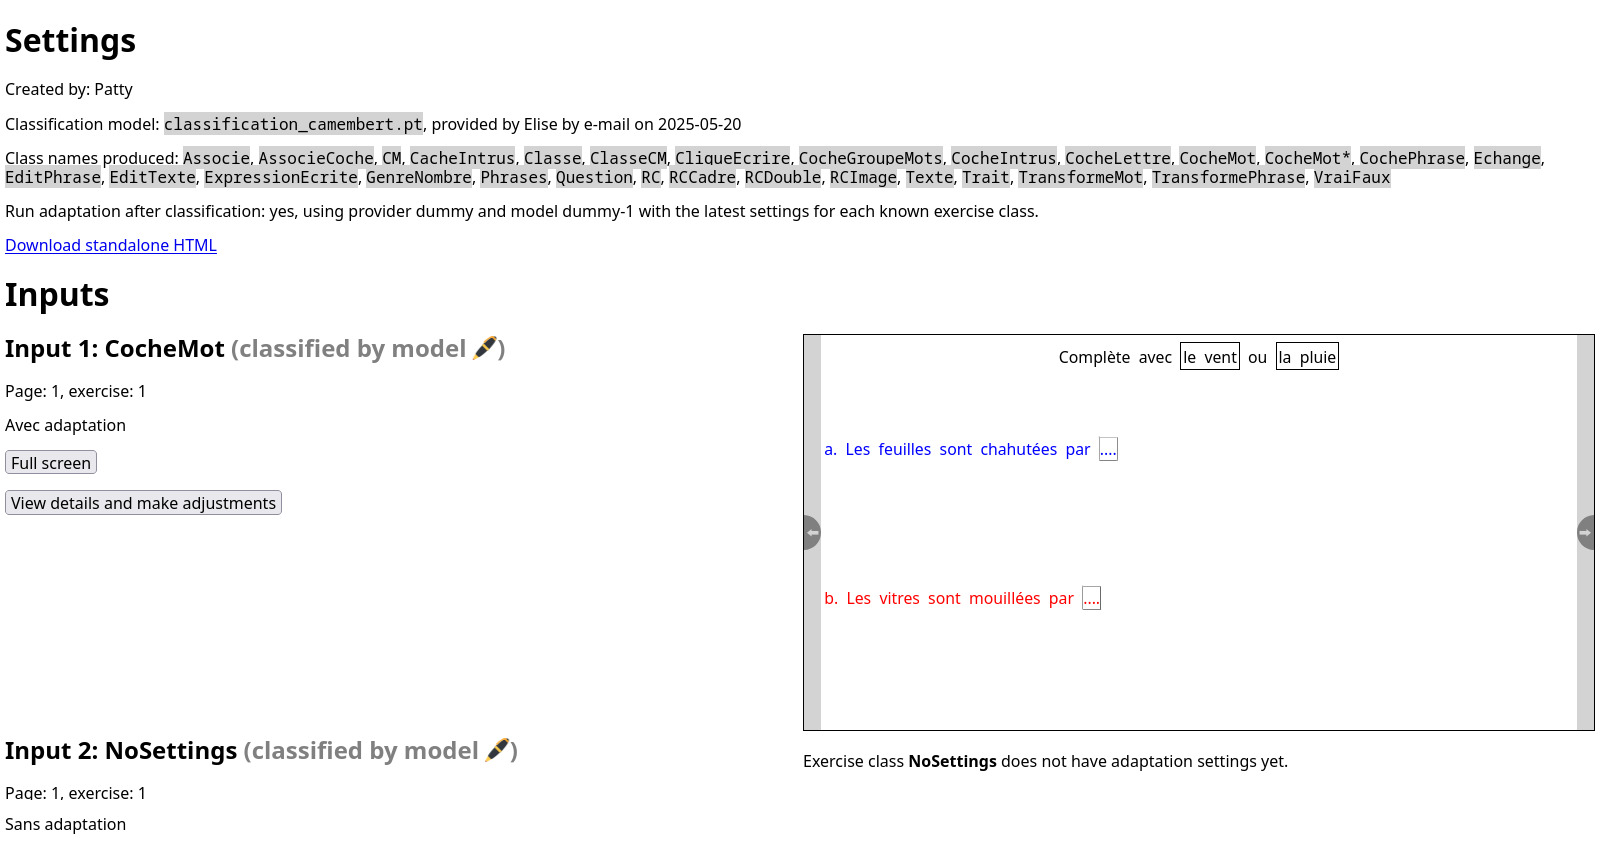 Settings
Created by: Patty
Classification model: classification_camembert.pt, provided by Elise by e-mail on 2025-05-20
Class names produced: Associe, AssocieCoche, CM, CacheIntrus, Classe, ClasseCM, CliqueEcrire, CocheGroupeMots, CocheIntrus, CocheLettre, CocheMot, CocheMot*, CochePhrase, Echange,
EditPhrase, EditTexte, ExpressionEcrite, GenreNombre, Phrases, Question, RC, RCCadre, RCDouble, RCImage, Texte, Trait, TransformeMot, TransformePhrase, VraiFaux
Run adaptation after classification: yes, using provider dummy and model dummy-1 with the latest settings for each known exercise class.
Download standalone HTML
Inputs
Input 1: CocheMot (classified by model 🖋️)
Page: 1, exercise: 1
Avec adaptation
Full screen
View details and make adjustments
Complète avec le vent ou la pluie
a. Les feuilles sont chahutées par ....
b. Les vitres sont mouillées par ....
Input 2: NoSettings (classified by model 🖋️)
Page: 1, exercise: 1
Sans adaptation
Exercise class NoSettings does not have adaptation settings yet.